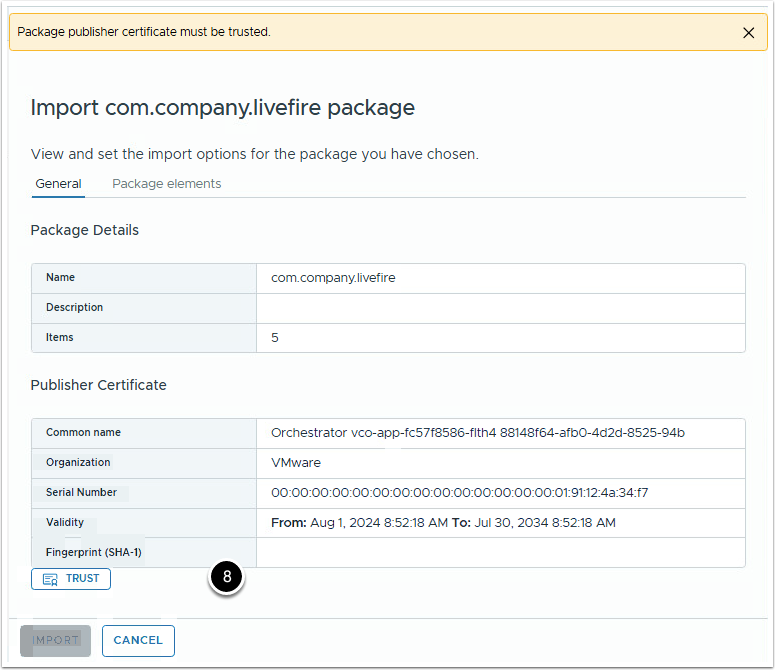 Package publisher certificate must be trusted.
Import com.company.livefire package
View and set the import options for the package you have chosen.
General Package elements
Package Details
Name com.company.livefire
Description
Items 5
Publisher Certificate
Common name Orchestrator vco-app-fc57f8586-flth4 88148f64-afb0-4d2d-8525-94b
Organization VMware
Serial Number 00:00:00:00:00:00:00:00:00:00:00:00:00:00:01:91:12:4a:34:f7
Validity From: Aug 1, 2024 8:52:18 AM To: Jul 30, 2034 8:52:18 AM
Fingerprint (SHA-1)
TRUST 8
IMPORT CANCEL